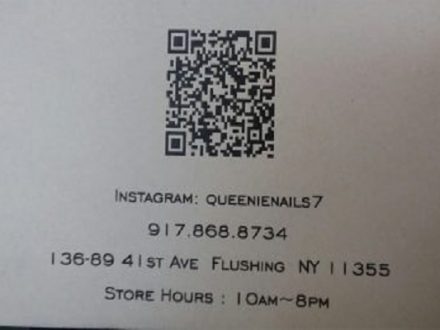 INSTAGRAM: QUEENIENAILS7
917.868.8734
136-89 41ST AVE FLUSHING NY 11355
STORE HOURS : 10AM~8PM